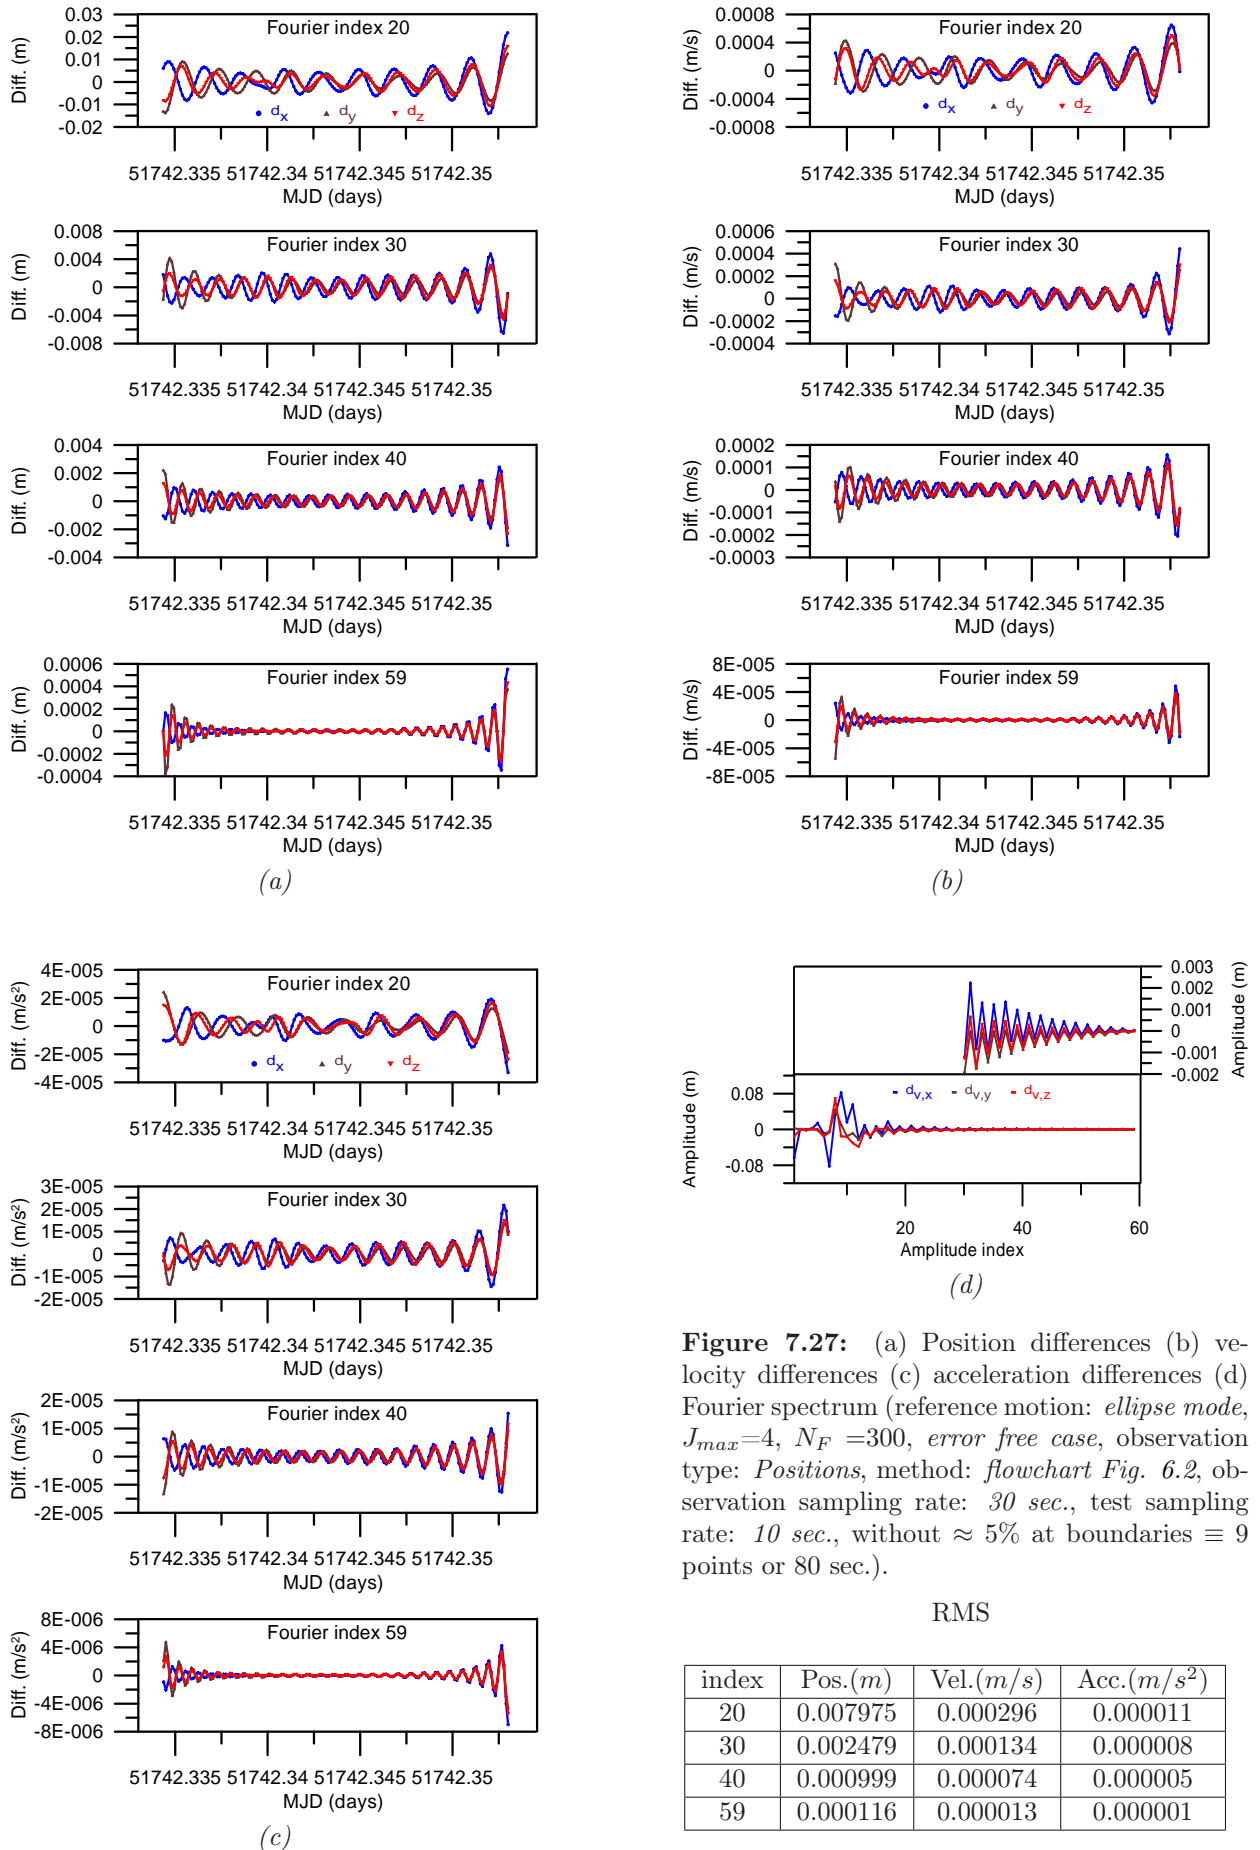 0.03
0.02
0.01
0
-0.01
-0.02
Diff. (m)
Fourier index 20
d_x d_y d_z
51742.335 51742.34 51742.345 51742.35
MJD (days)
0.008
0.004
0
-0.004
-0.008
Diff. (m)
Fourier index 30
51742.335 51742.34 51742.345 51742.35
MJD (days)
0.004
0.002
0
-0.002
-0.004
Diff. (m)
Fourier index 40
51742.335 51742.34 51742.345 51742.35
MJD (days)
0.0006
0.0004
0.0002
0
-0.0002
-0.0004
Diff. (m)
Fourier index 59
51742.335 51742.34 51742.345 51742.35
MJD (days)
(a)
0.0008
0.0004
0
-0.0004
-0.0008
Diff. (m/s)
Fourier index 20
d_x d_y d_z
51742.335 51742.34 51742.345 51742.35
MJD (days)
0.0006
0.0004
0.0002
0
-0.0002
-0.0004
Diff. (m/s)
Fourier index 30
51742.335 51742.34 51742.345 51742.35
MJD (days)
0.0002
0.0001
0
-0.0001
-0.0002
-0.0003
Diff. (m/s)
Fourier index 40
51742.335 51742.34 51742.345 51742.35
MJD (days)
8E-005
4E-005
0
-4E-005
-8E-005
Diff. (m/s)
Fourier index 59
51742.335 51742.34 51742.345 51742.35
MJD (days)
(b)
4E-005
2E-005
0
-2E-005
-4E-005
Diff. (m/s²)
Fourier index 20
d_x d_y d_z
51742.335 51742.34 51742.345 51742.35
MJD (days)
3E-005
2E-005
1E-005
0
-1E-005
-2E-005
Diff. (m/s²)
Fourier index 30
51742.335 51742.34 51742.345 51742.35
MJD (days)
2E-005
1E-005
0
-1E-005
-2E-005
Diff. (m/s²)
Fourier index 40
51742.335 51742.34 51742.345 51742.35
MJD (days)
8E-006
4E-006
0
-4E-006
-8E-006
Diff. (m/s²)
Fourier index 59
51742.335 51742.34 51742.345 51742.35
MJD (days)
(c)
0.003
0.002
0.001
0
-0.001
-0.002
Amplitude (m)
0.08
0
-0.08
Amplitude (m)
d_v,x d_v,y d_v,z
20 40 60
Amplitude index
(d)
Figure 7.27: (a) Position differences (b) ve-
locity differences (c) acceleration differences (d)
Fourier spectrum (reference motion: ellipse mode,
J_max=4, N_F =300, error free case, observation
type: Positions, method: flowchart Fig. 6.2, ob-
servation sampling rate: 30 sec., test sampling
rate: 10 sec., without ≈ 5% at boundaries ≡ 9
points or 80 sec.).
RMS
index Pos.(m) Vel.(m/s) Acc.(m/s²)
20 0.007975 0.000296 0.000011
30 0.002479 0.000134 0.000008
40 0.000999 0.000074 0.000005
59 0.000116 0.000013 0.000001